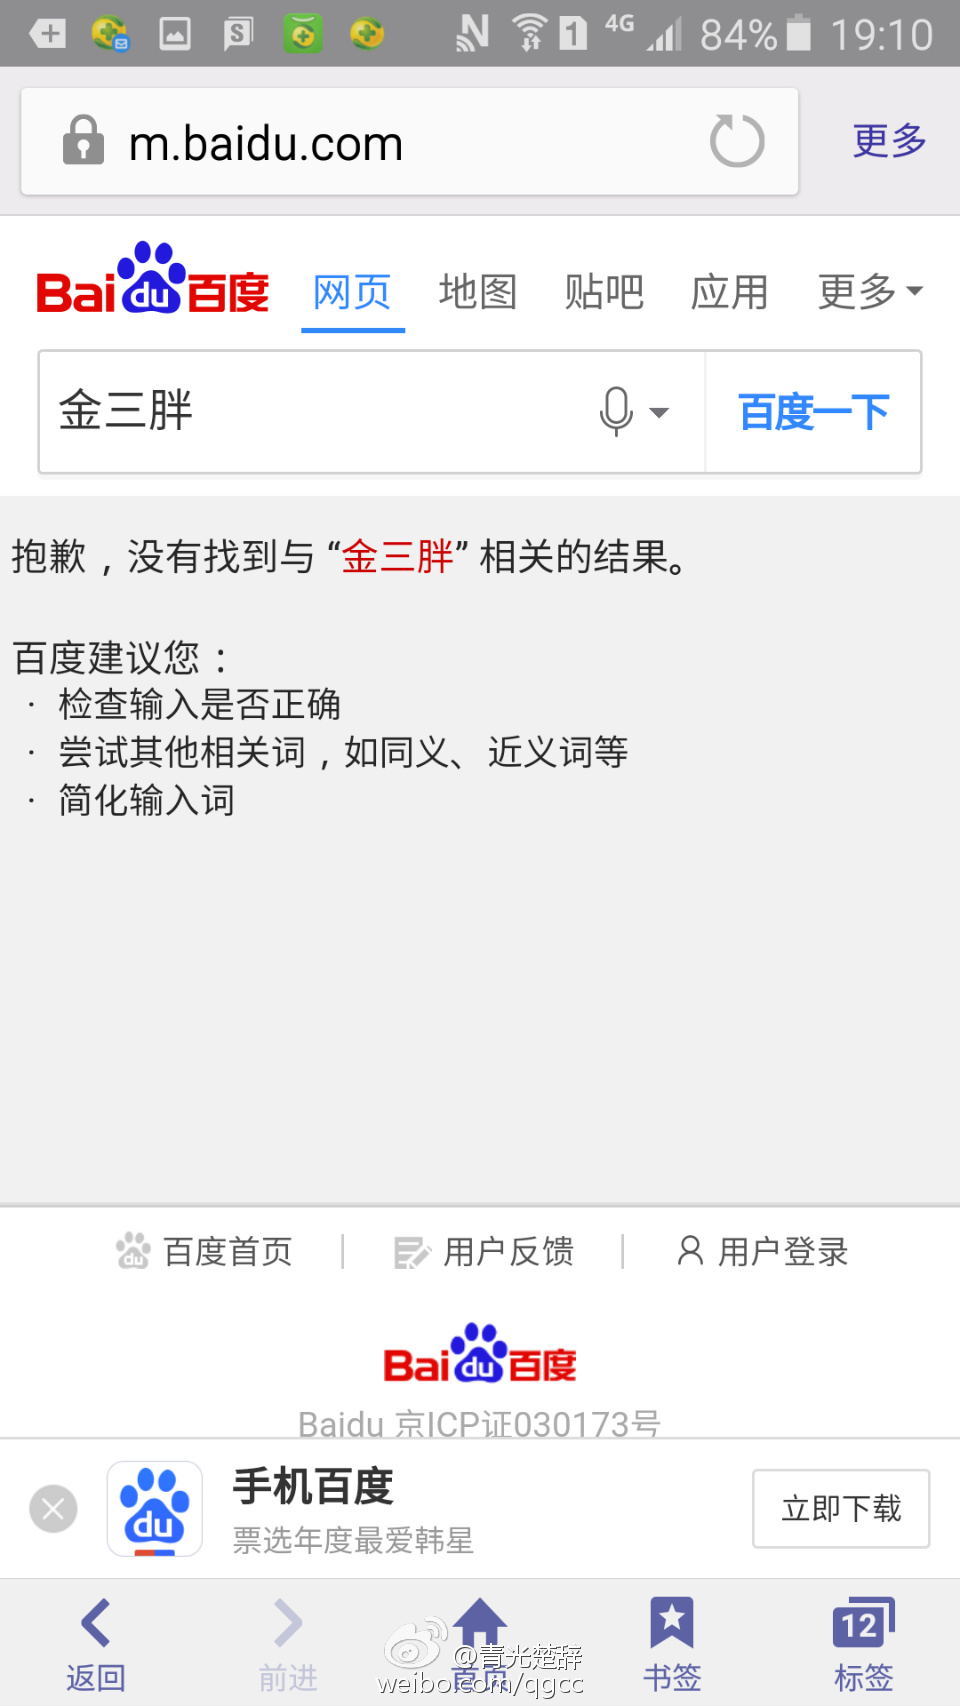 4G 84% 19:10
m.baidu.com 更多
Bai du 百度 网页 地图 贴吧 应用 更多
金三胖 百度一下
抱歉，没有找到与 “金三胖” 相关的结果。
百度建议您：
· 检查输入是否正确
· 尝试其他相关词，如同义、近义词等
· 简化输入词
百度首页 | 用户反馈 | 用户登录
Bai du 百度
Baidu 京ICP证030173号
du 手机百度 立即下载
票选年度最爱韩星
12
返回 前进 首页 书签 标签
@青光楚辞
weibo.com/qgcc